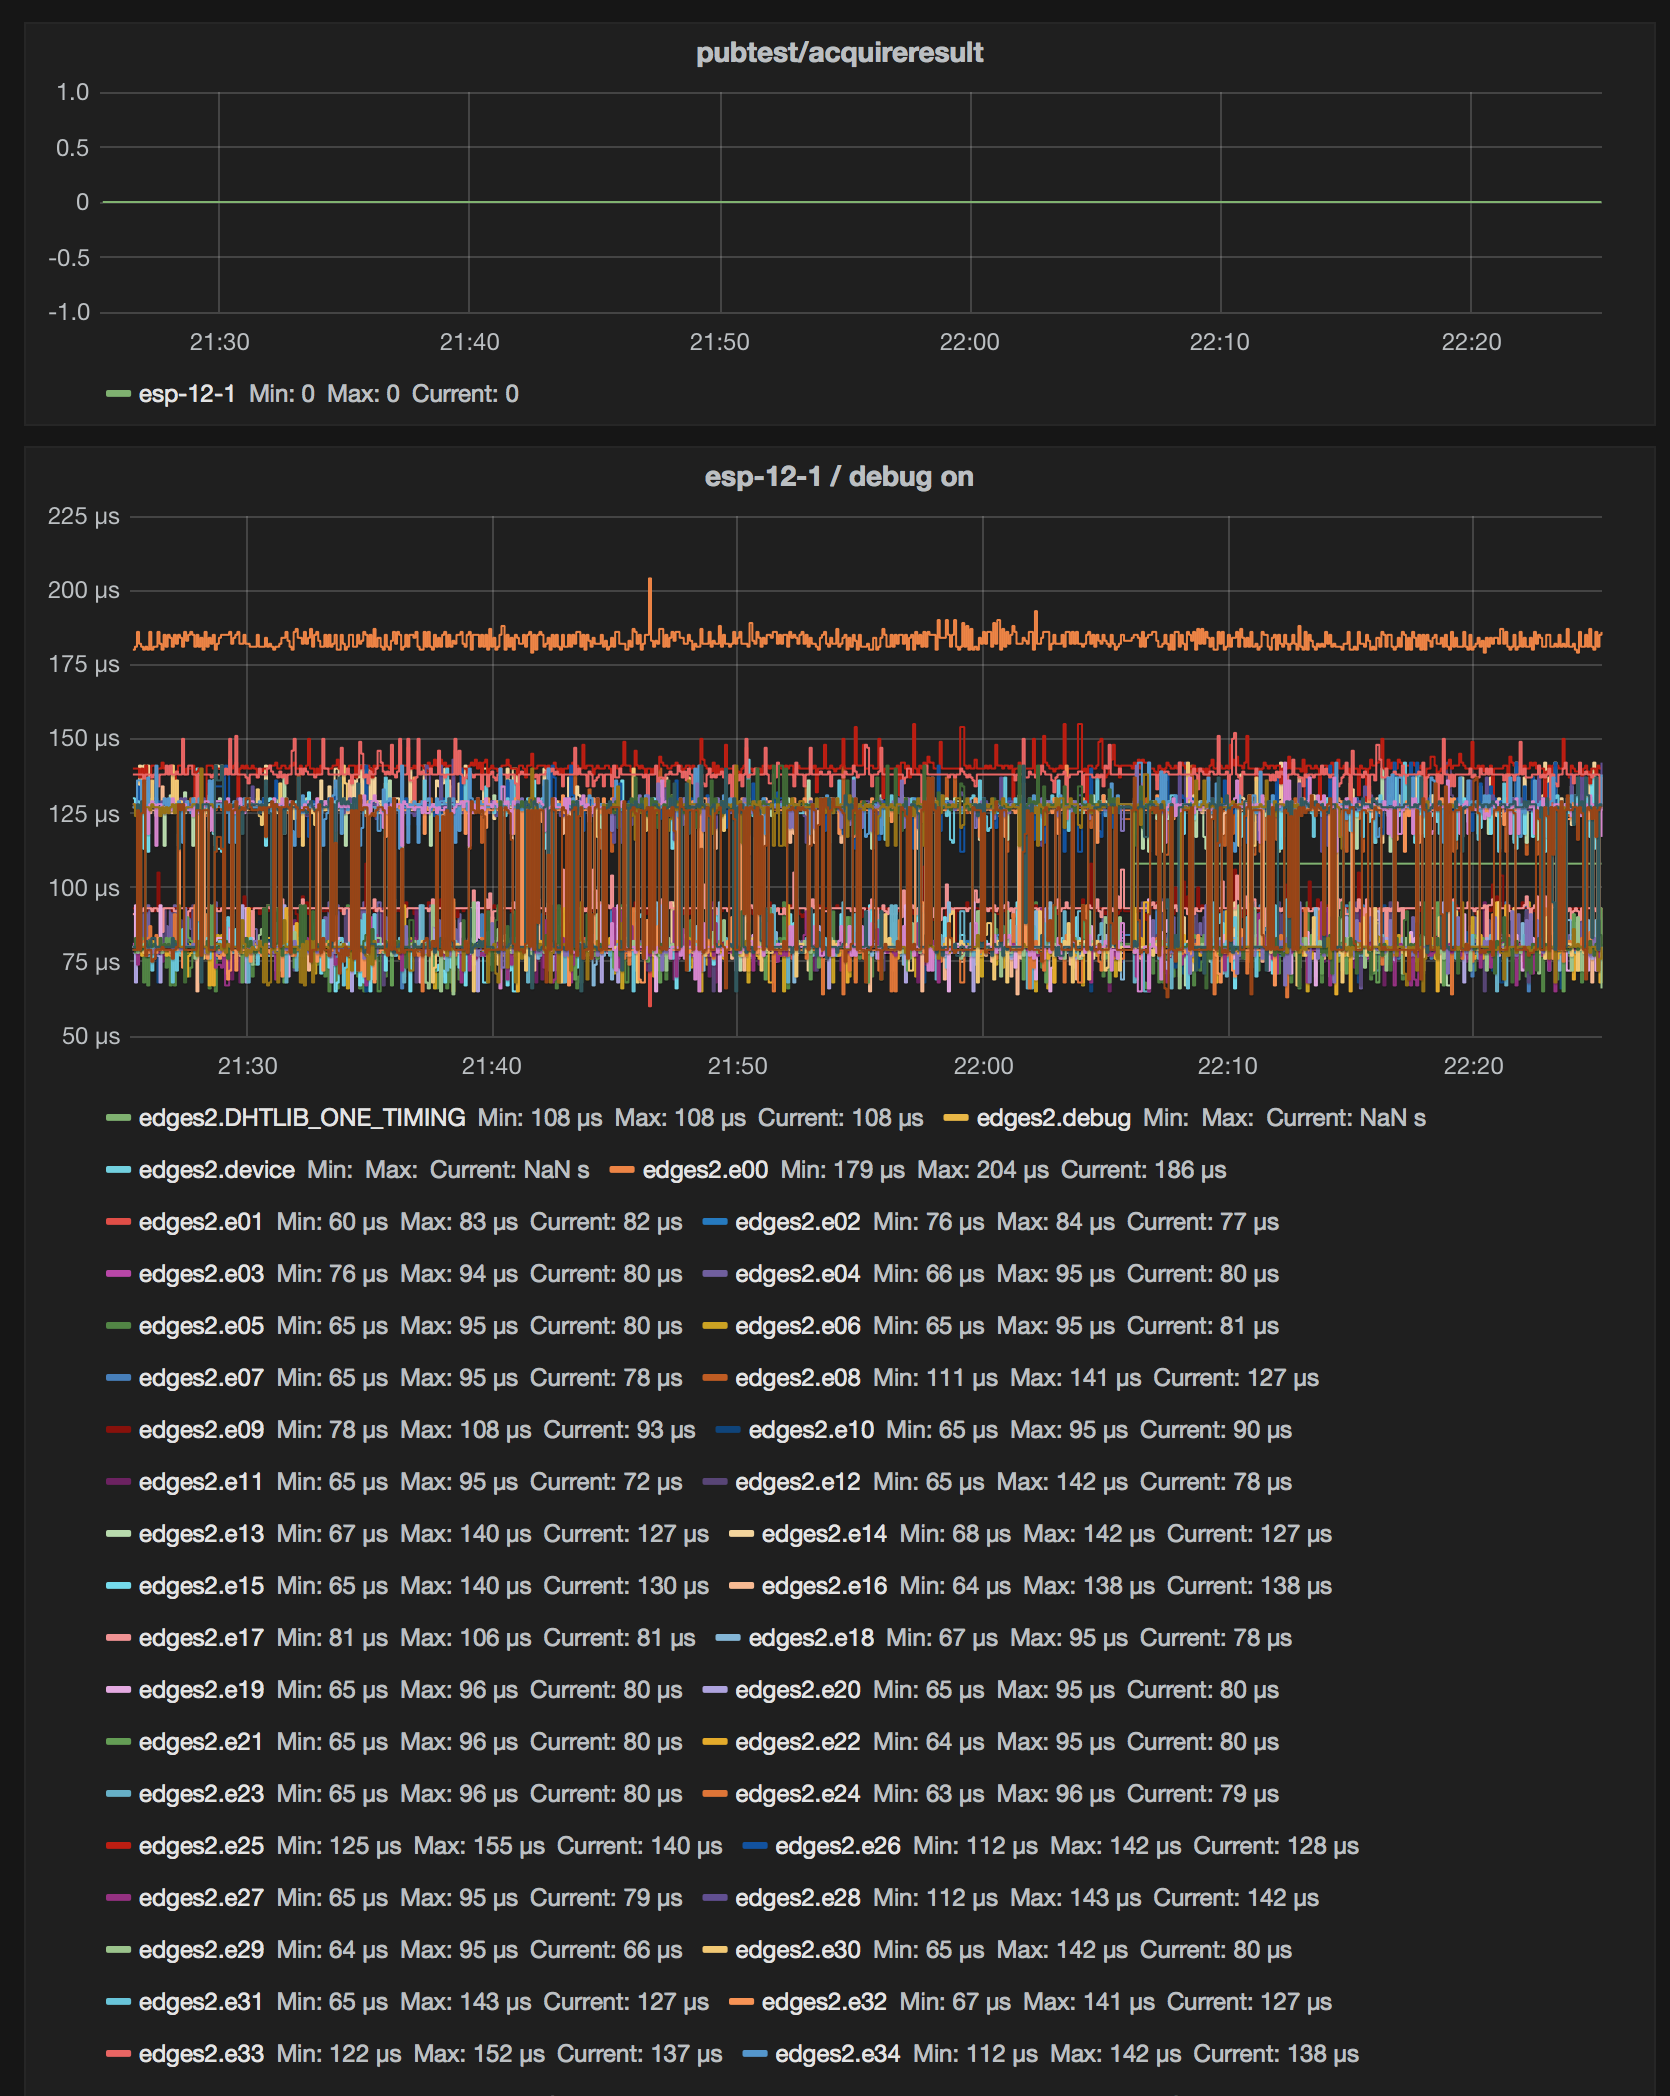 pubtest/acquireresult
1.0
0.5
0
-0.5
-1.0
21:30 21:40 21:50 22:00 22:10 22:20
esp-12-1 Min: 0 Max: 0 Current: 0
esp-12-1 / debug on
225 µs
200 µs
175 µs
150 µs
125 µs
100 µs
75 µs
50 µs
21:30 21:40 21:50 22:00 22:10 22:20
edges2.DHTLIB_ONE_TIMING Min: 108 µs Max: 108 µs Current: 108 µs edges2.debug Min: Max: Current: NaN s
edges2.device Min: Max: Current: NaN s edges2.e00 Min: 179 µs Max: 204 µs Current: 186 µs
edges2.e01 Min: 60 µs Max: 83 µs Current: 82 µs edges2.e02 Min: 76 µs Max: 84 µs Current: 77 µs
edges2.e03 Min: 76 µs Max: 94 µs Current: 80 µs edges2.e04 Min: 66 µs Max: 95 µs Current: 80 µs
edges2.e05 Min: 65 µs Max: 95 µs Current: 80 µs edges2.e06 Min: 65 µs Max: 95 µs Current: 81 µs
edges2.e07 Min: 65 µs Max: 95 µs Current: 78 µs edges2.e08 Min: 111 µs Max: 141 µs Current: 127 µs
edges2.e09 Min: 78 µs Max: 108 µs Current: 93 µs edges2.e10 Min: 65 µs Max: 95 µs Current: 90 µs
edges2.e11 Min: 65 µs Max: 95 µs Current: 72 µs edges2.e12 Min: 65 µs Max: 142 µs Current: 78 µs
edges2.e13 Min: 67 µs Max: 140 µs Current: 127 µs edges2.e14 Min: 68 µs Max: 142 µs Current: 127 µs
edges2.e15 Min: 65 µs Max: 140 µs Current: 130 µs edges2.e16 Min: 64 µs Max: 138 µs Current: 138 µs
edges2.e17 Min: 81 µs Max: 106 µs Current: 81 µs edges2.e18 Min: 67 µs Max: 95 µs Current: 78 µs
edges2.e19 Min: 65 µs Max: 96 µs Current: 80 µs edges2.e20 Min: 65 µs Max: 95 µs Current: 80 µs
edges2.e21 Min: 65 µs Max: 96 µs Current: 80 µs edges2.e22 Min: 64 µs Max: 95 µs Current: 80 µs
edges2.e23 Min: 65 µs Max: 96 µs Current: 80 µs edges2.e24 Min: 63 µs Max: 96 µs Current: 79 µs
edges2.e25 Min: 125 µs Max: 155 µs Current: 140 µs edges2.e26 Min: 112 µs Max: 142 µs Current: 128 µs
edges2.e27 Min: 65 µs Max: 95 µs Current: 79 µs edges2.e28 Min: 112 µs Max: 143 µs Current: 142 µs
edges2.e29 Min: 64 µs Max: 95 µs Current: 66 µs edges2.e30 Min: 65 µs Max: 142 µs Current: 80 µs
edges2.e31 Min: 65 µs Max: 143 µs Current: 127 µs edges2.e32 Min: 67 µs Max: 141 µs Current: 127 µs
edges2.e33 Min: 122 µs Max: 152 µs Current: 137 µs edges2.e34 Min: 112 µs Max: 142 µs Current: 138 µs